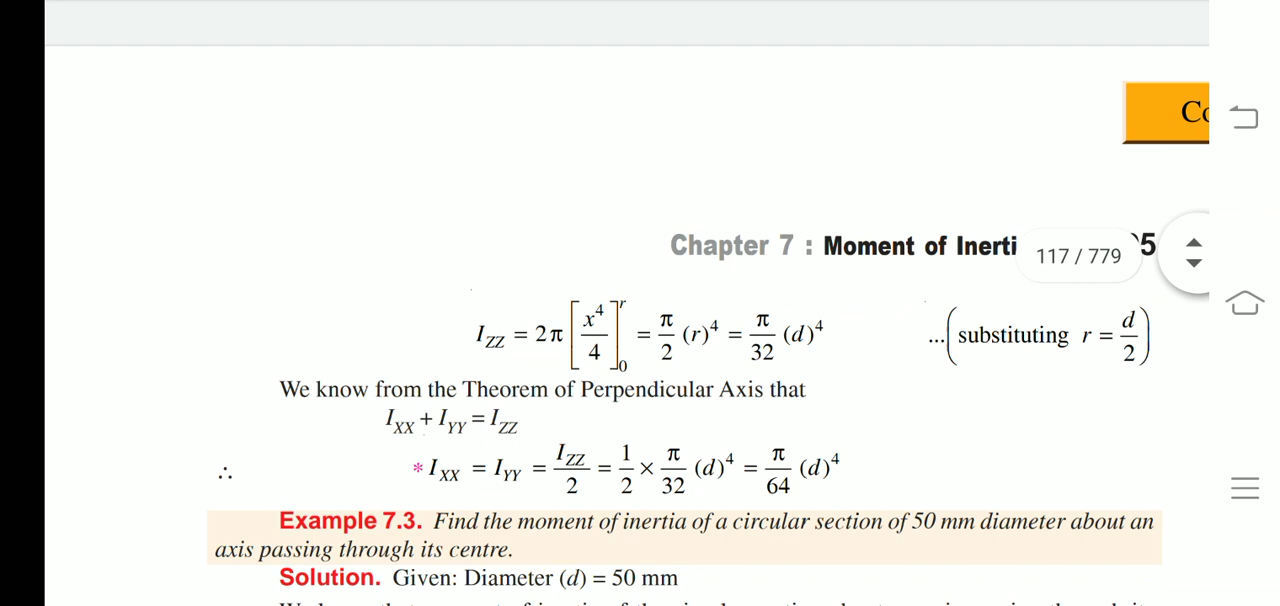 Co
Chapter 7 : Moment of Inerti 5
117 / 779
I_ZZ = 2π [x⁴/4]₀ʳ = π/2 (r)⁴ = π/32 (d)⁴ ...(substituting r = d/2)
We know from the Theorem of Perpendicular Axis that
I_XX + I_YY = I_ZZ
∴ * I_XX = I_YY = I_ZZ/2 = 1/2 × π/32 (d)⁴ = π/64 (d)⁴
Example 7.3. Find the moment of inertia of a circular section of 50 mm diameter about an
axis passing through its centre.
Solution. Given: Diameter (d) = 50 mm